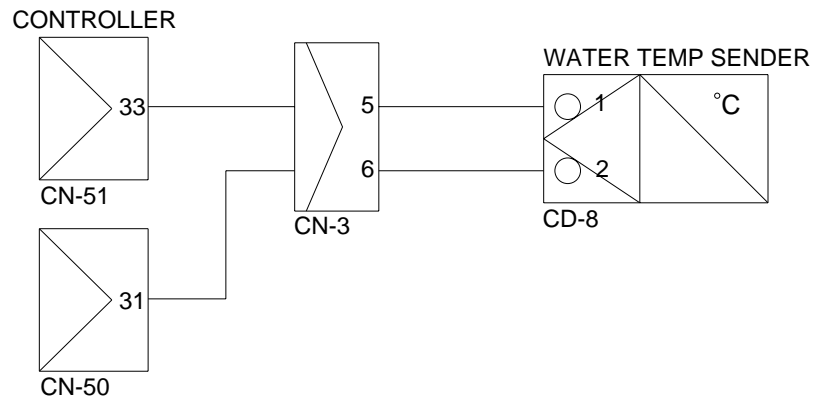 CONTROLLER
33
CN-51
31
CN-50
5
6
CN-3
WATER TEMP SENDER
1
2
°C
CD-8